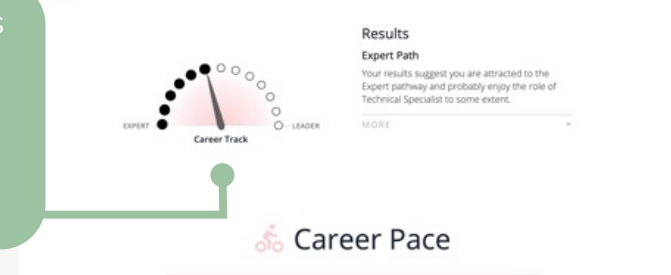 s
Results
Expert Path
Your results suggest you are attracted to the
Expert pathway and probably enjoy the role of
Technical Specialist to some extent.
EXPERT
LEADER
MORE
Career Track
Career Pace